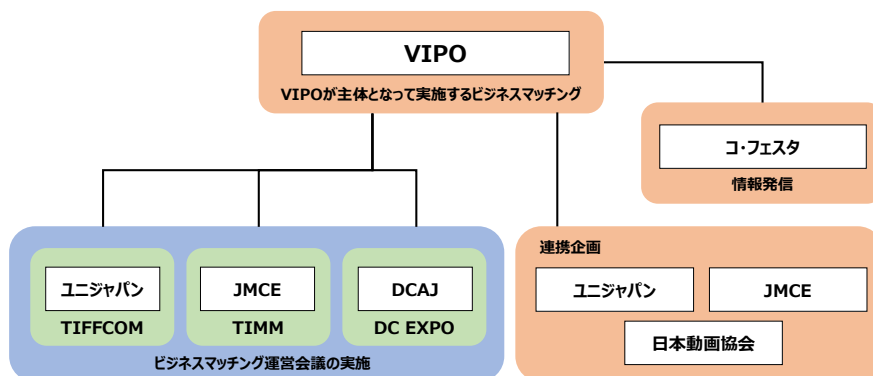 VIPO
VIPOが主体となって実施するビジネスマッチング
コ・フェスタ
情報発信
連携企画
ユニジャパン
JMCE
日本動画協会
ユニジャパン
TIFFCOM
JMCE
TIMM
DCAJ
DC EXPO
ビジネスマッチング運営会議の実施